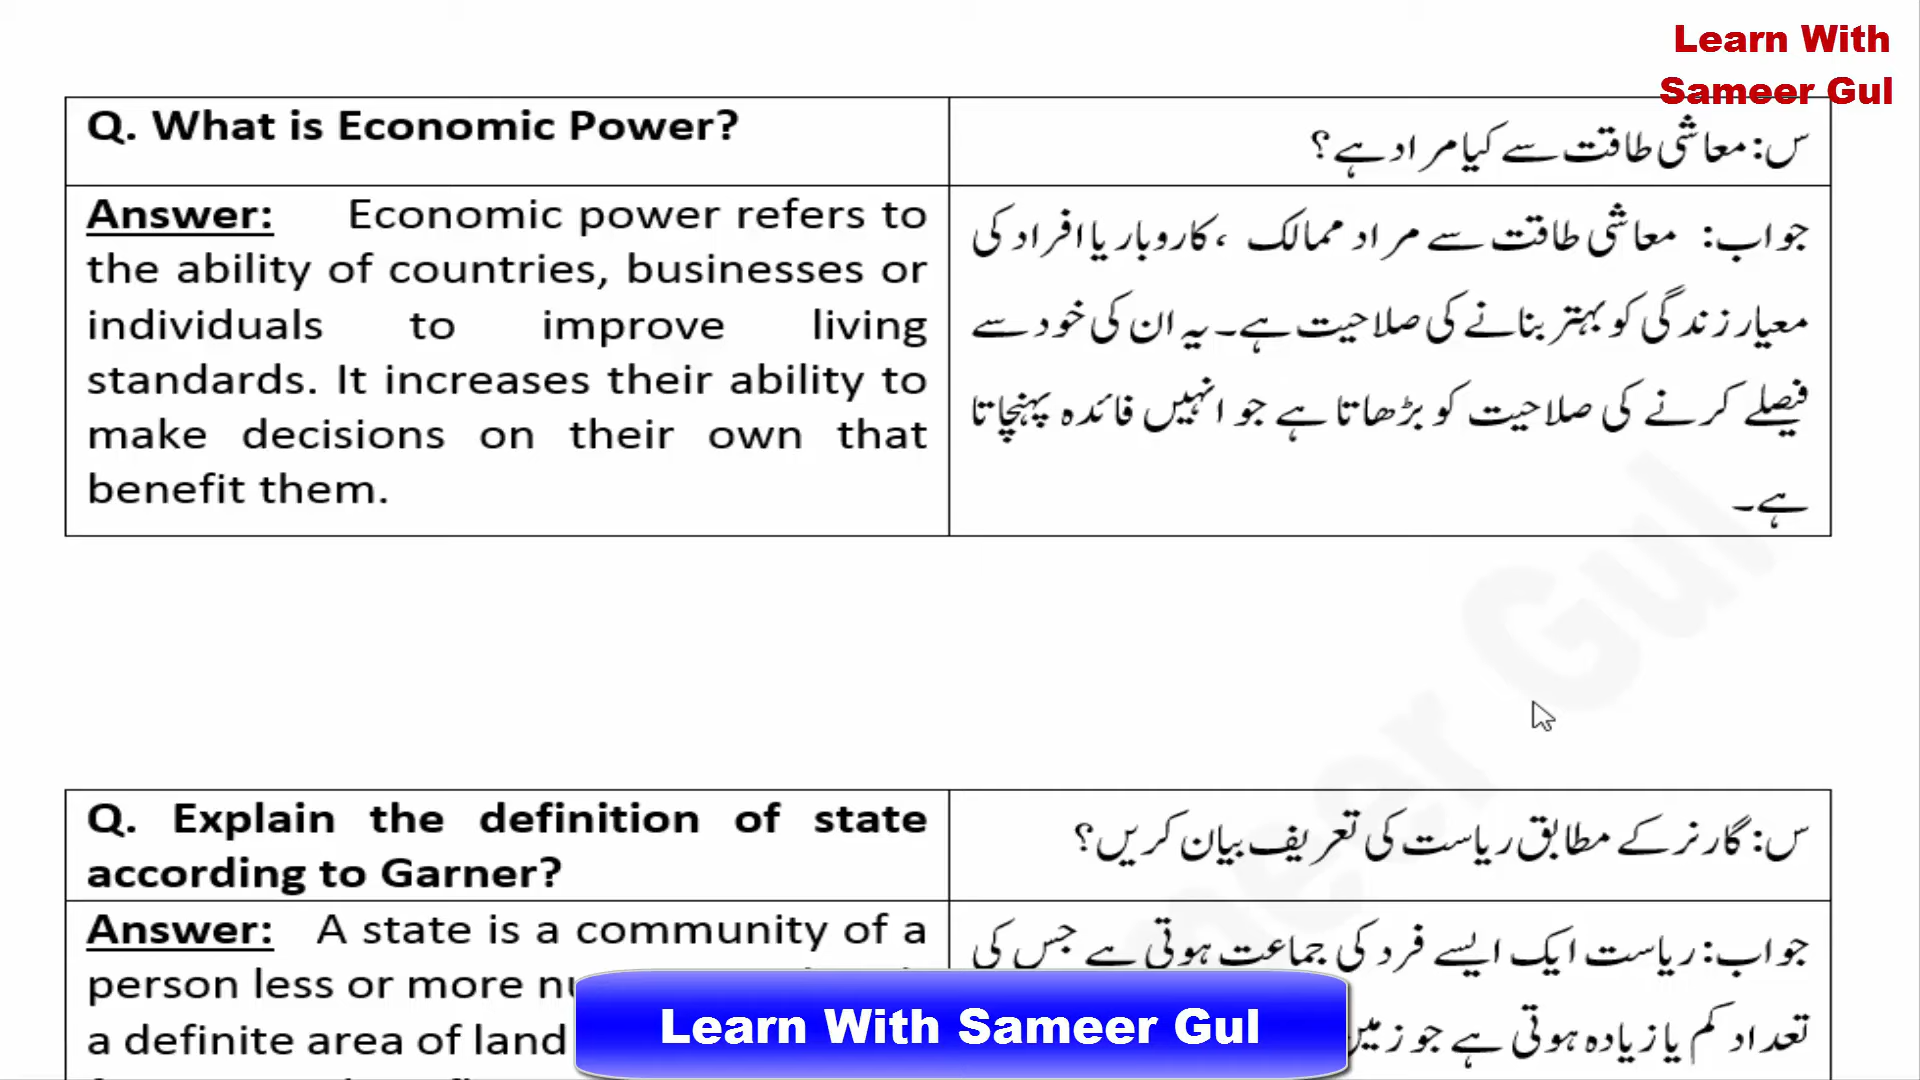 Learn With
Sameer Gul
Q. What is Economic Power?
س: معاشی طاقت سے کیا مراد ہے؟
Answer: Economic power refers to
the ability of countries, businesses or
individuals to improve living
standards. It increases their ability to
make decisions on their own that
benefit them.
جواب: معاشی طاقت سے مراد ممالک ، کاروبار یا افراد کی
معیار زندگی کو بہتر بنانے کی صلاحیت ہے۔ یہ ان کی خود سے
فیصلے کرنے کی صلاحیت کو بڑھاتا ہے جو انہیں فائدہ پہنچاتا
ہے۔
Q. Explain the definition of state
according to Garner?
س: گارنر کے مطابق ریاست کی تعریف بیان کریں؟
Answer: A state is a community of a
person less or more
a definite area of land
جواب: ریاست ایک ایسے فرد کی جماعت ہوتی ہے جس کی
تعداد کم یا زیادہ ہوتی ہے جو
Learn With Sameer Gul